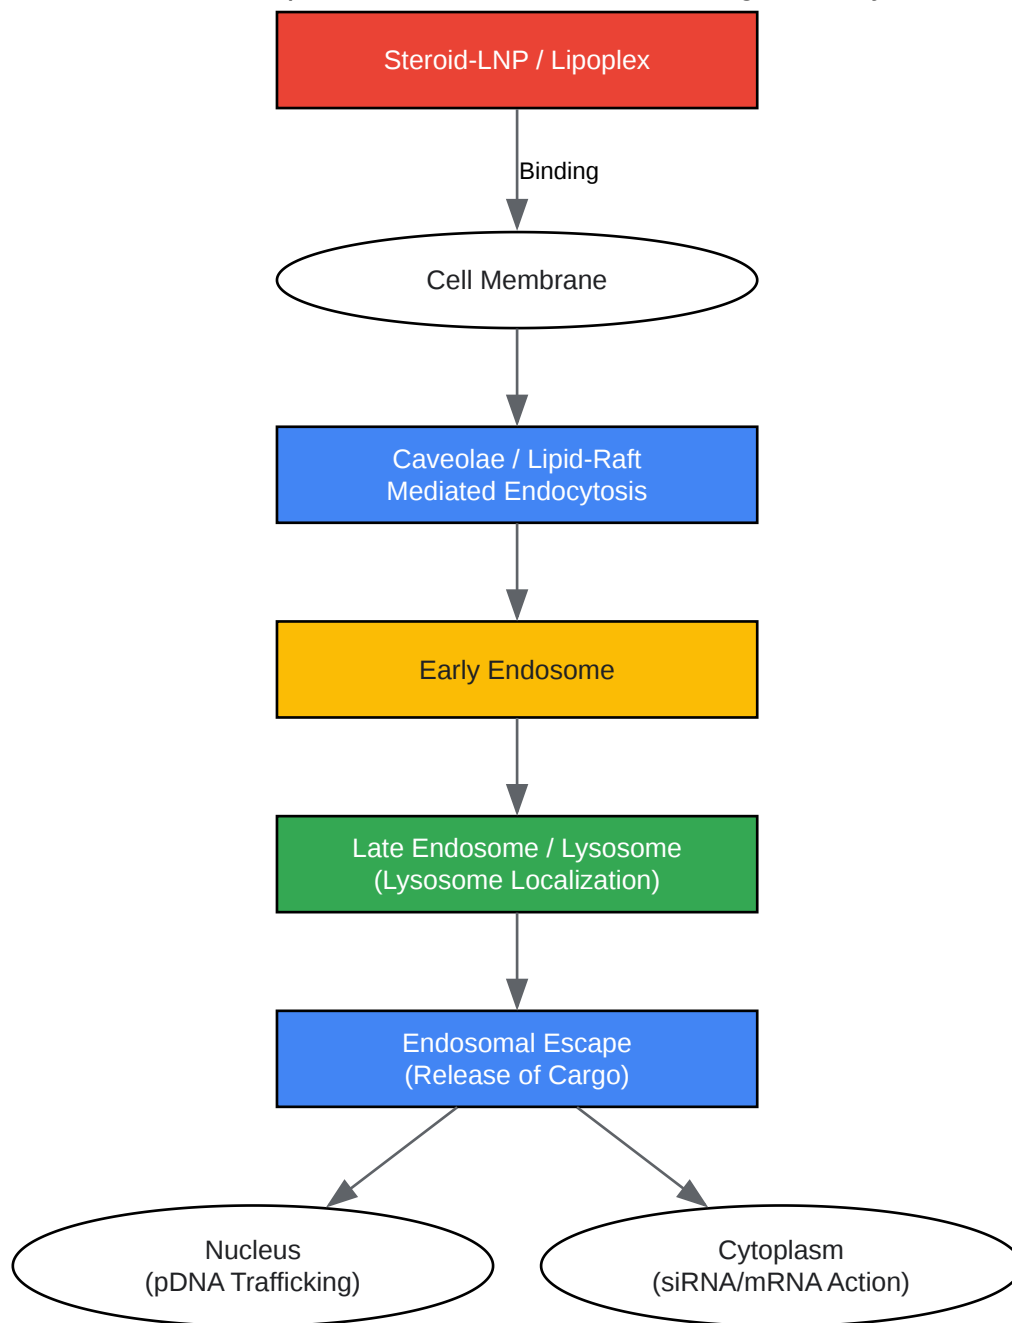 Steroid-LNP / Lipoplex
Binding
Cell Membrane
Caveolae / Lipid-Raft
Mediated Endocytosis
Early Endosome
Late Endosome / Lysosome
(Lysosome Localization)
Endosomal Escape
(Release of Cargo)
Nucleus
(pDNA Trafficking)
Cytoplasm
(siRNA/mRNA Action)